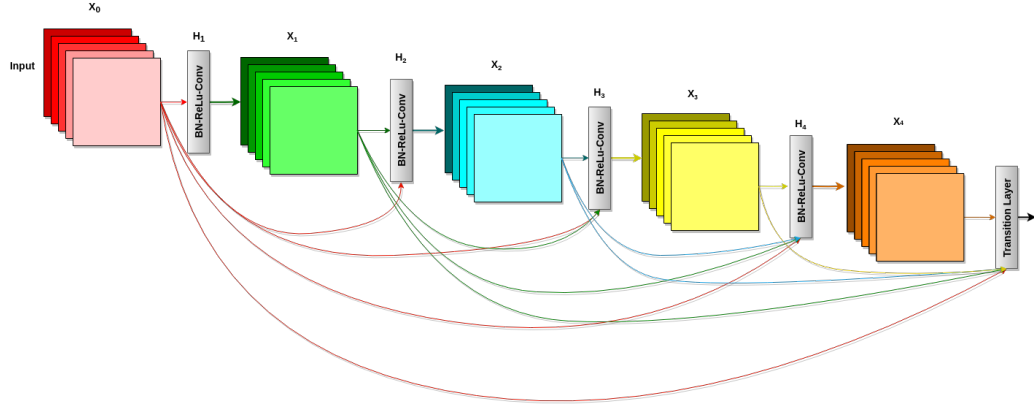 X₀
Input
H₁
BN-ReLu-Conv
X₁
H₂
BN-ReLu-Conv
X₂
H₃
BN-ReLu-Conv
X₃
H₄
BN-ReLu-Conv
X₄
Transition Layer